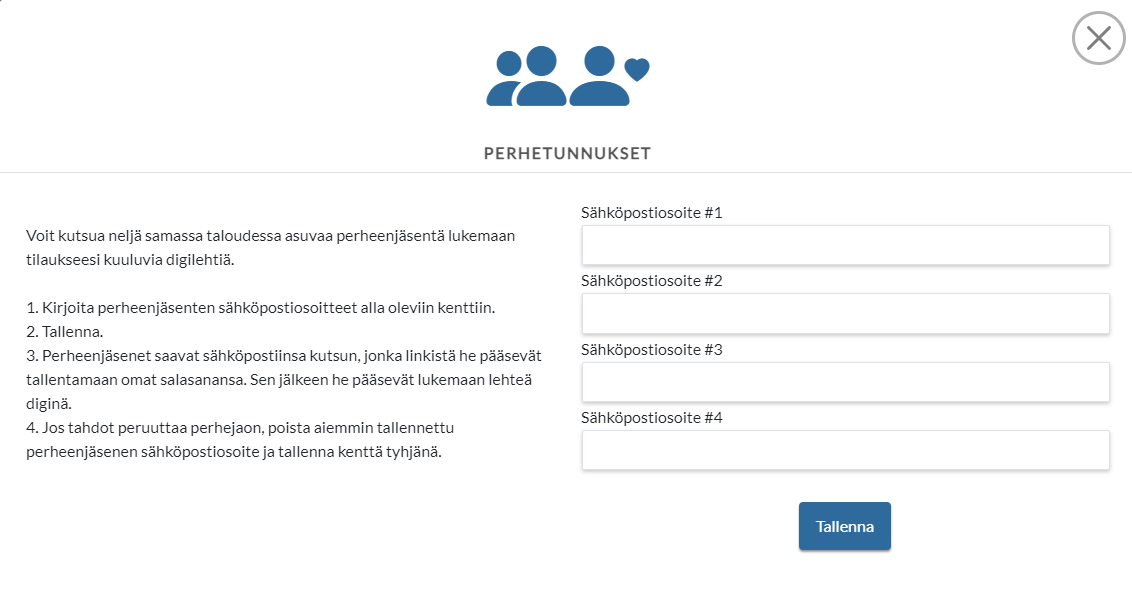 PERHETUNNUKSET
Voit kutsua neljä samassa taloudessa asuvaa perheenjäsentä lukemaan
tilaukseesi kuuluvia digilehtiä.
1. Kirjoita perheenjäsenten sähköpostiosoitteet alla oleviin kenttiin.
2. Tallenna.
3. Perheenjäsenet saavat sähköpostiinsa kutsun, jonka linkistä he pääsevät
tallentamaan omat salasanansa. Sen jälkeen he pääsevät lukemaan lehteä
diginä.
4. Jos tahdot peruuttaa perhejaon, poista aiemmin tallennettu
perheenjäsenen sähköpostiosoite ja tallenna kenttä tyhjänä.
Sähköpostiosoite #1
Sähköpostiosoite #2
Sähköpostiosoite #3
Sähköpostiosoite #4
Tallenna